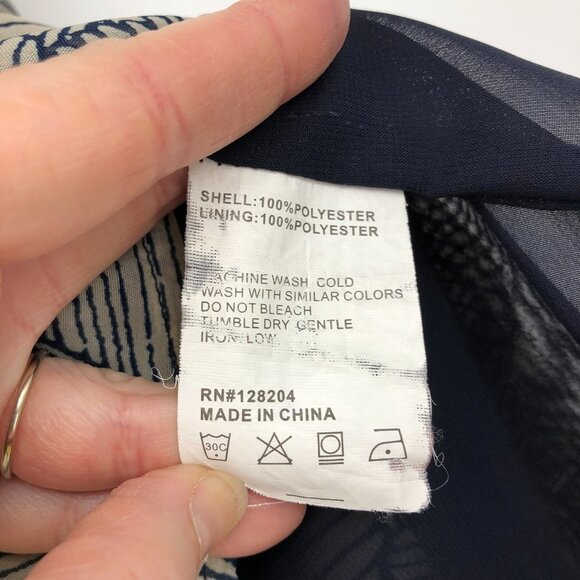 SHELL:100%POLYESTER
LINING:100%POLYESTER
MACHINE WASH COLD
WASH WITH SIMILAR COLORS
DO NOT BLEACH
TUMBLE DRY GENTLE
IRON LOW
RN#128204
MADE IN CHINA
30C